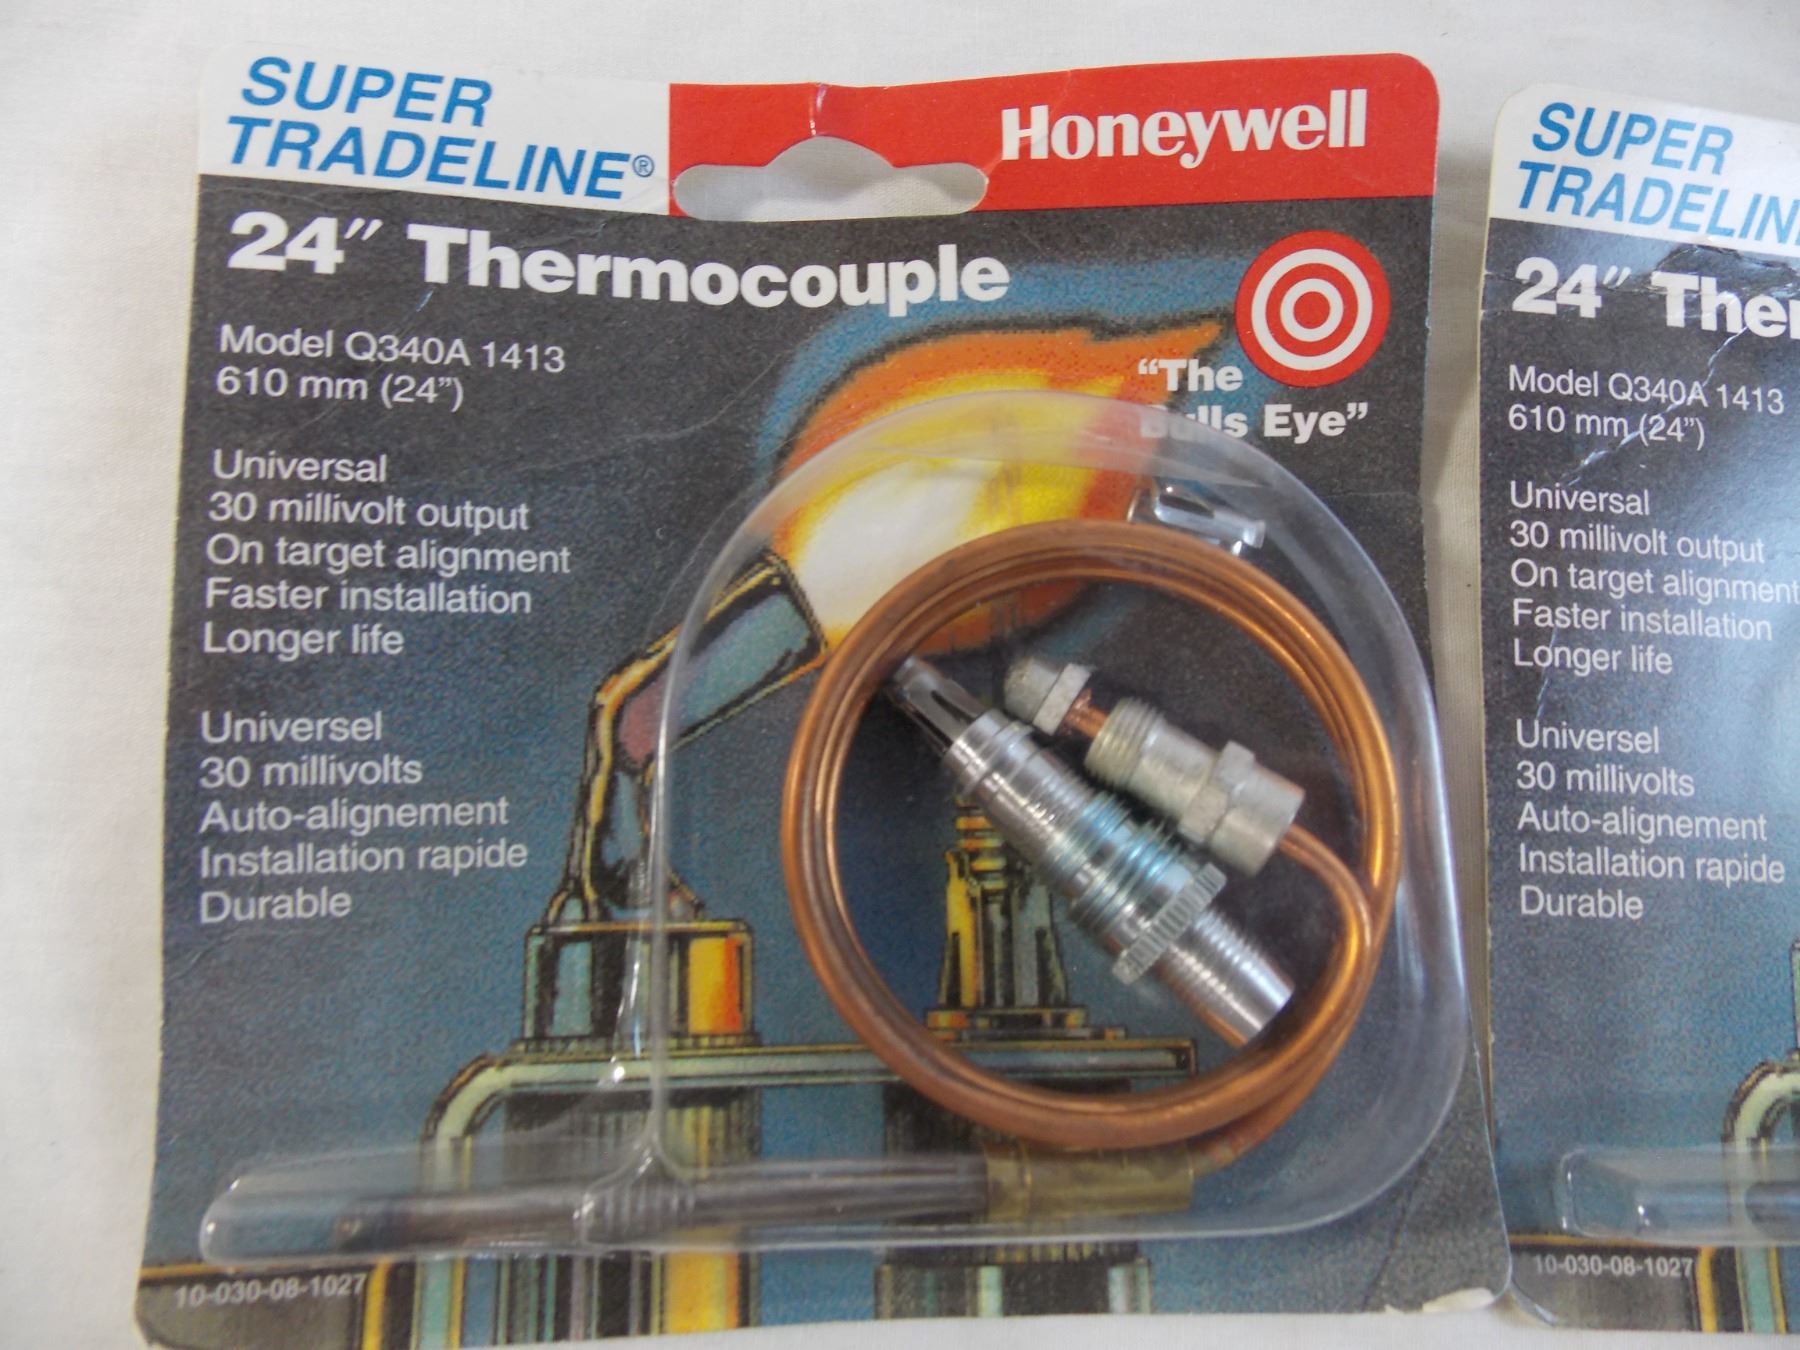 SUPER
TRADELINE®
Honeywell
24″ Thermocouple
Model Q340A 1413
610 mm (24”)
“The
Bulls Eye”
Universal
30 millivolt output
On target alignment
Faster installation
Longer life
Universel
30 millivolts
Auto-alignement
Installation rapide
Durable
10-030-08-1027
SUPER
TRADELIN
24″ Ther
Model Q340A 1413
610 mm (24”)
Universal
30 millivolt output
On target alignment
Faster installation
Longer life
Universel
30 millivolts
Auto-alignement
Installation rapide
Durable
10-030-08-1027